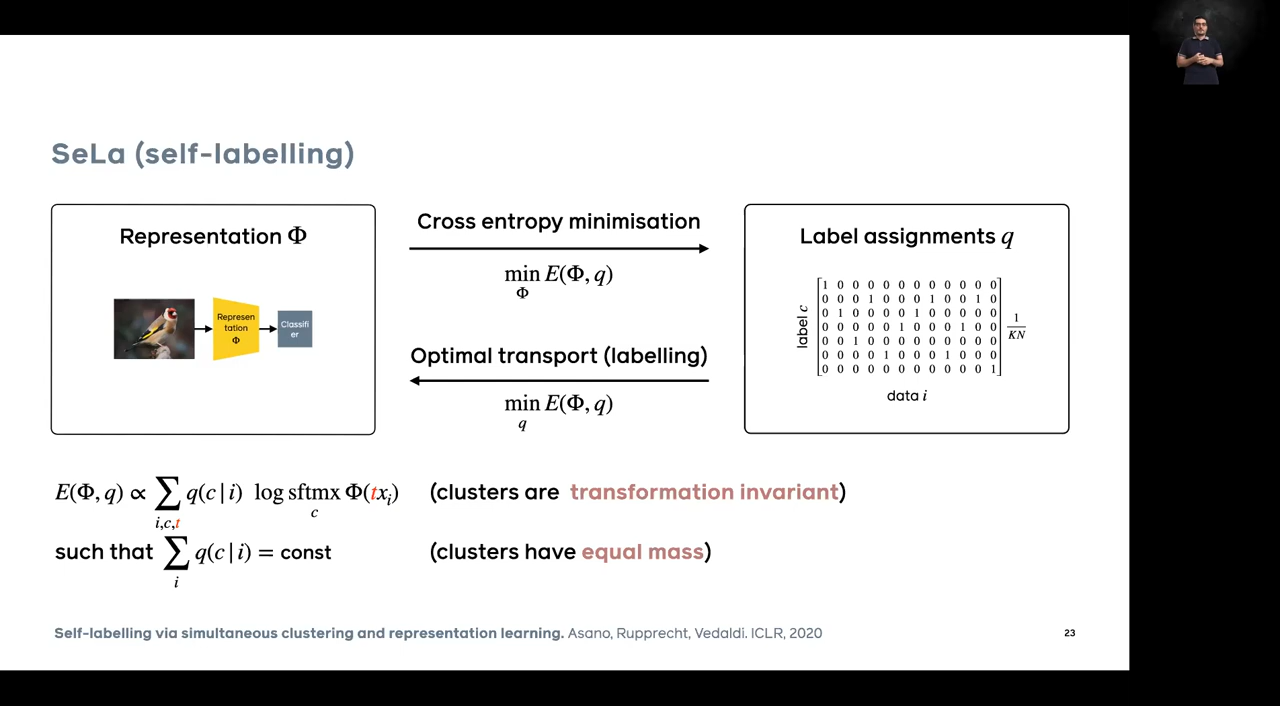 SeLa (self-labelling)
Representation Φ
Represen
tation
Φ
Classifi
er
Cross entropy minimisation
min E(Φ, q)
Φ
Optimal transport (labelling)
min E(Φ, q)
q
Label assignments q
label c
1 0 0 0 0 0 0 0 0 0 0 0
0 0 0 1 0 0 0 1 0 0 1 0
0 1 0 0 0 0 1 0 0 0 0 0
0 0 0 0 0 1 0 0 0 1 0 0
0 0 1 0 0 0 0 0 0 0 0 0
0 0 0 0 1 0 0 0 1 0 0 0
0 0 0 0 0 0 0 0 0 0 0 1
1
KN
data i
E(Φ, q) ∝ ∑ q(c|i) log sftmx Φ(txᵢ) (clusters are transformation invariant)
i,c,t c
such that ∑ q(c|i) = const (clusters have equal mass)
i
Self-labelling via simultaneous clustering and representation learning. Asano, Rupprecht, Vedaldi. ICLR, 2020
23